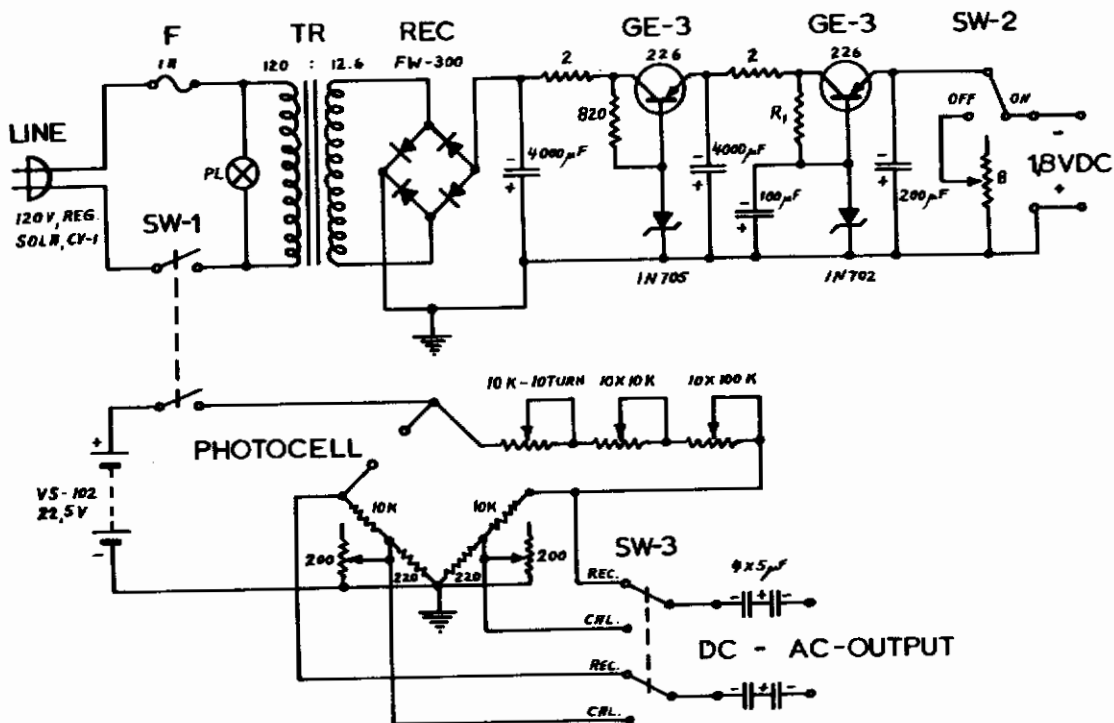 F
TR
REC
GE-3
GE-3
SW-2
1A
120 : 12.6
FW-300
226
226
2
2
820
R1
OFF
ON
LINE
PL
-
4000µF
+
-
4000µF
+
-
100µF
+
-
200µF
+
8
-
1,8VDC
+
120V, REG.
SOLA, CV-1
SW-1
1N705
1N702
10K-10TURN
10x10K
10x100K
PHOTOCELL
+
VS-102
22,5V
-
10K
10K
200
220
220
200
SW-3
REC.
4x5µF
- + -
CAL.
DC - AC-OUTPUT
REC.
- + -
CAL.